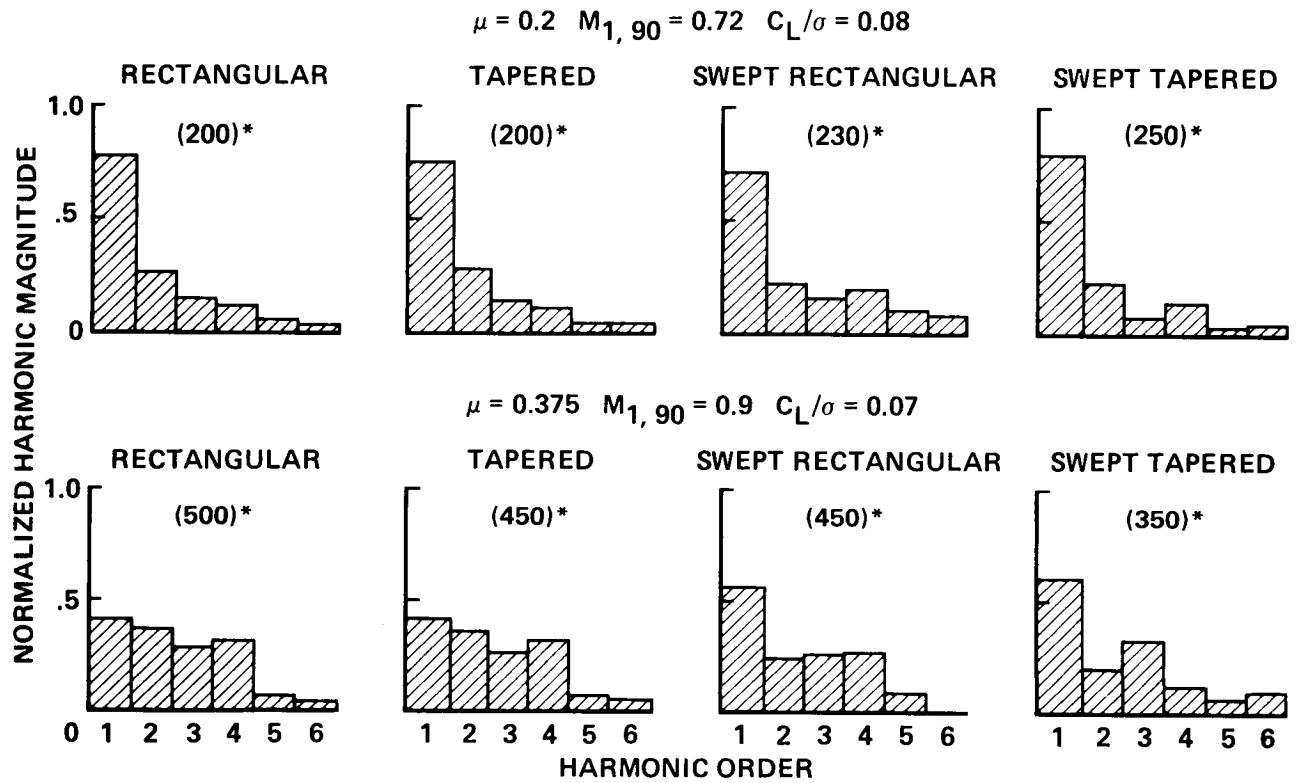 μ = 0.2 M1, 90 = 0.72 CL/σ = 0.08
RECTANGULAR TAPERED SWEPT RECTANGULAR SWEPT TAPERED
(200)* (200)* (230)* (250)*
1.0
.5
0
μ = 0.375 M1, 90 = 0.9 CL/σ = 0.07
RECTANGULAR TAPERED SWEPT RECTANGULAR SWEPT TAPERED
(500)* (450)* (450)* (350)*
1.0
.5
0 1 2 3 4 5 6 1 2 3 4 5 6 1 2 3 4 5 6 1 2 3 4 5 6
HARMONIC ORDER
NORMALIZED HARMONIC MAGNITUDE